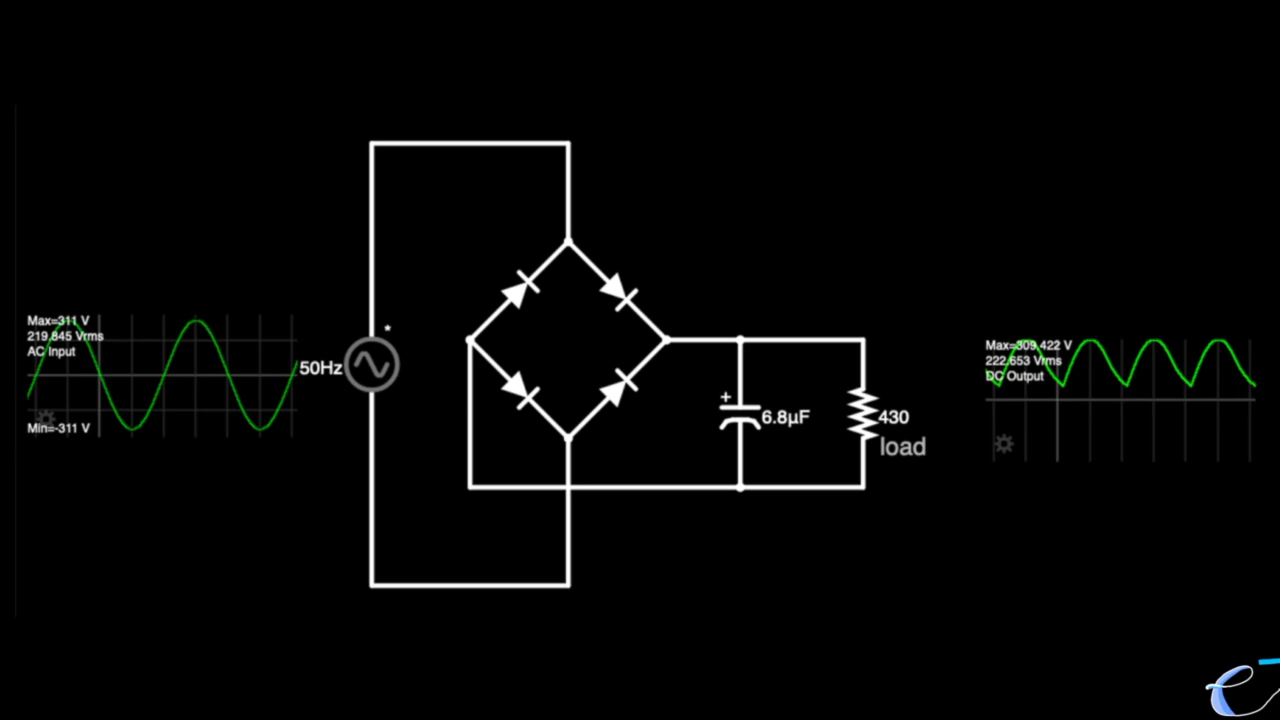 Max=311 V
219.845 Vrms
AC Input
Min=-311 V
50Hz
*
+
6.8µF
430
load
Max=309.422 V
222.653 Vrms
DC Output